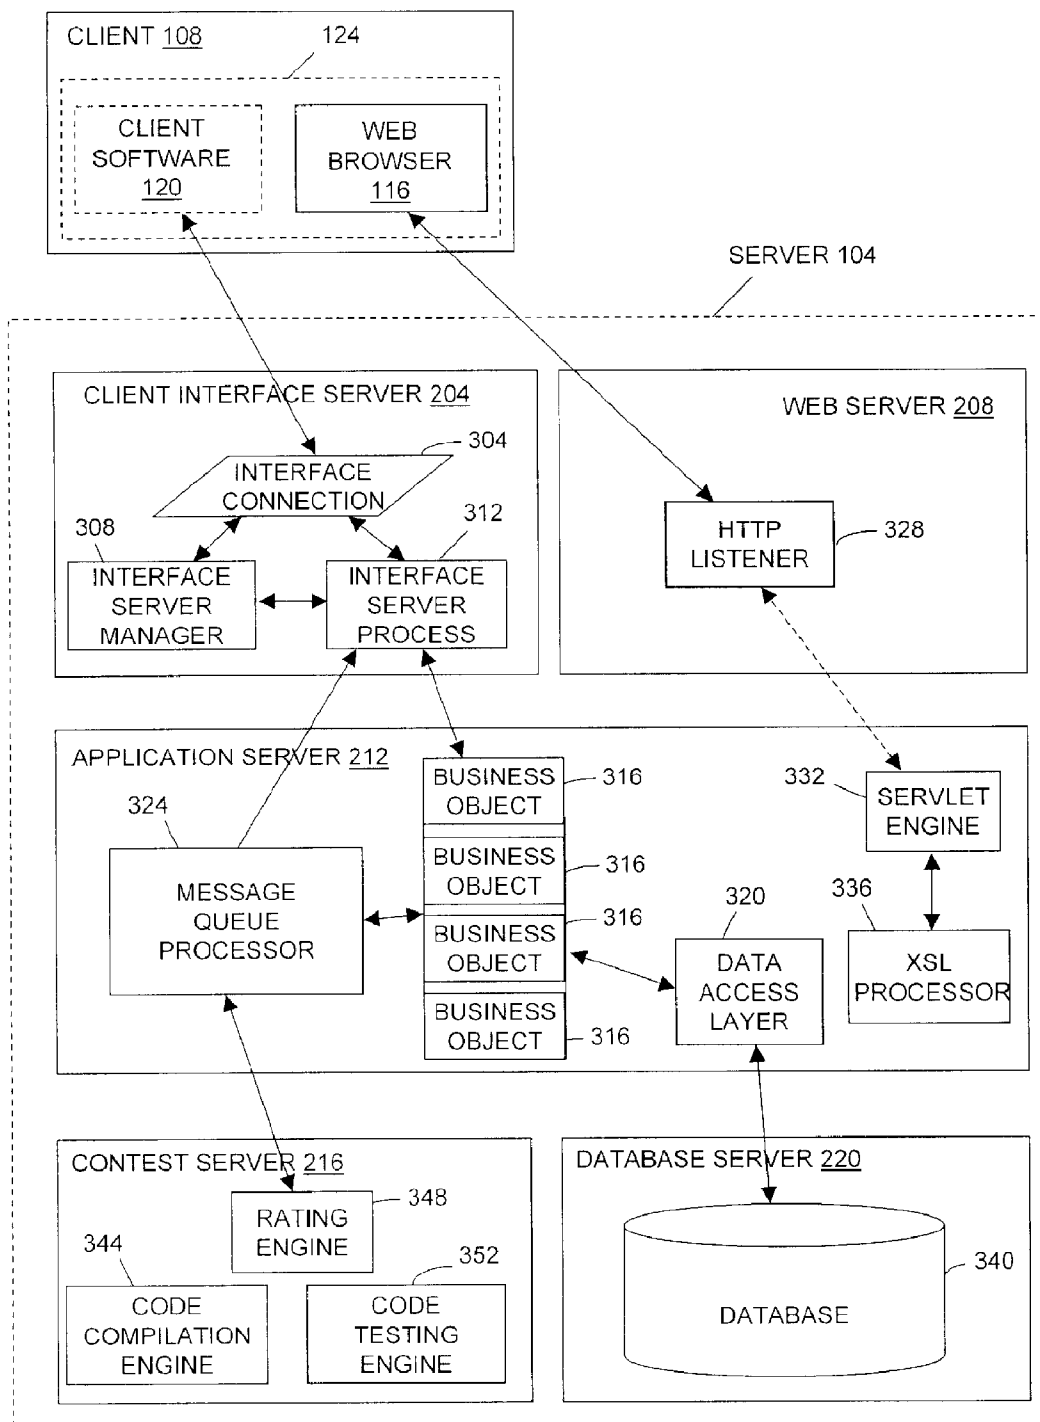 CLIENT 108
124
CLIENT
SOFTWARE
120
WEB
BROWSER
116
SERVER 104
CLIENT INTERFACE SERVER 204
304
INTERFACE
CONNECTION
308
312
INTERFACE
SERVER
MANAGER
INTERFACE
SERVER
PROCESS
WEB SERVER 208
HTTP
LISTENER
328
APPLICATION SERVER 212
324
MESSAGE
QUEUE
PROCESSOR
BUSINESS
OBJECT
316
BUSINESS
OBJECT
316
BUSINESS
OBJECT
316
BUSINESS
OBJECT
316
320
DATA
ACCESS
LAYER
332
SERVLET
ENGINE
336
XSL
PROCESSOR
CONTEST SERVER 216
RATING
ENGINE
348
344
CODE
COMPILATION
ENGINE
352
CODE
TESTING
ENGINE
DATABASE SERVER 220
340
DATABASE